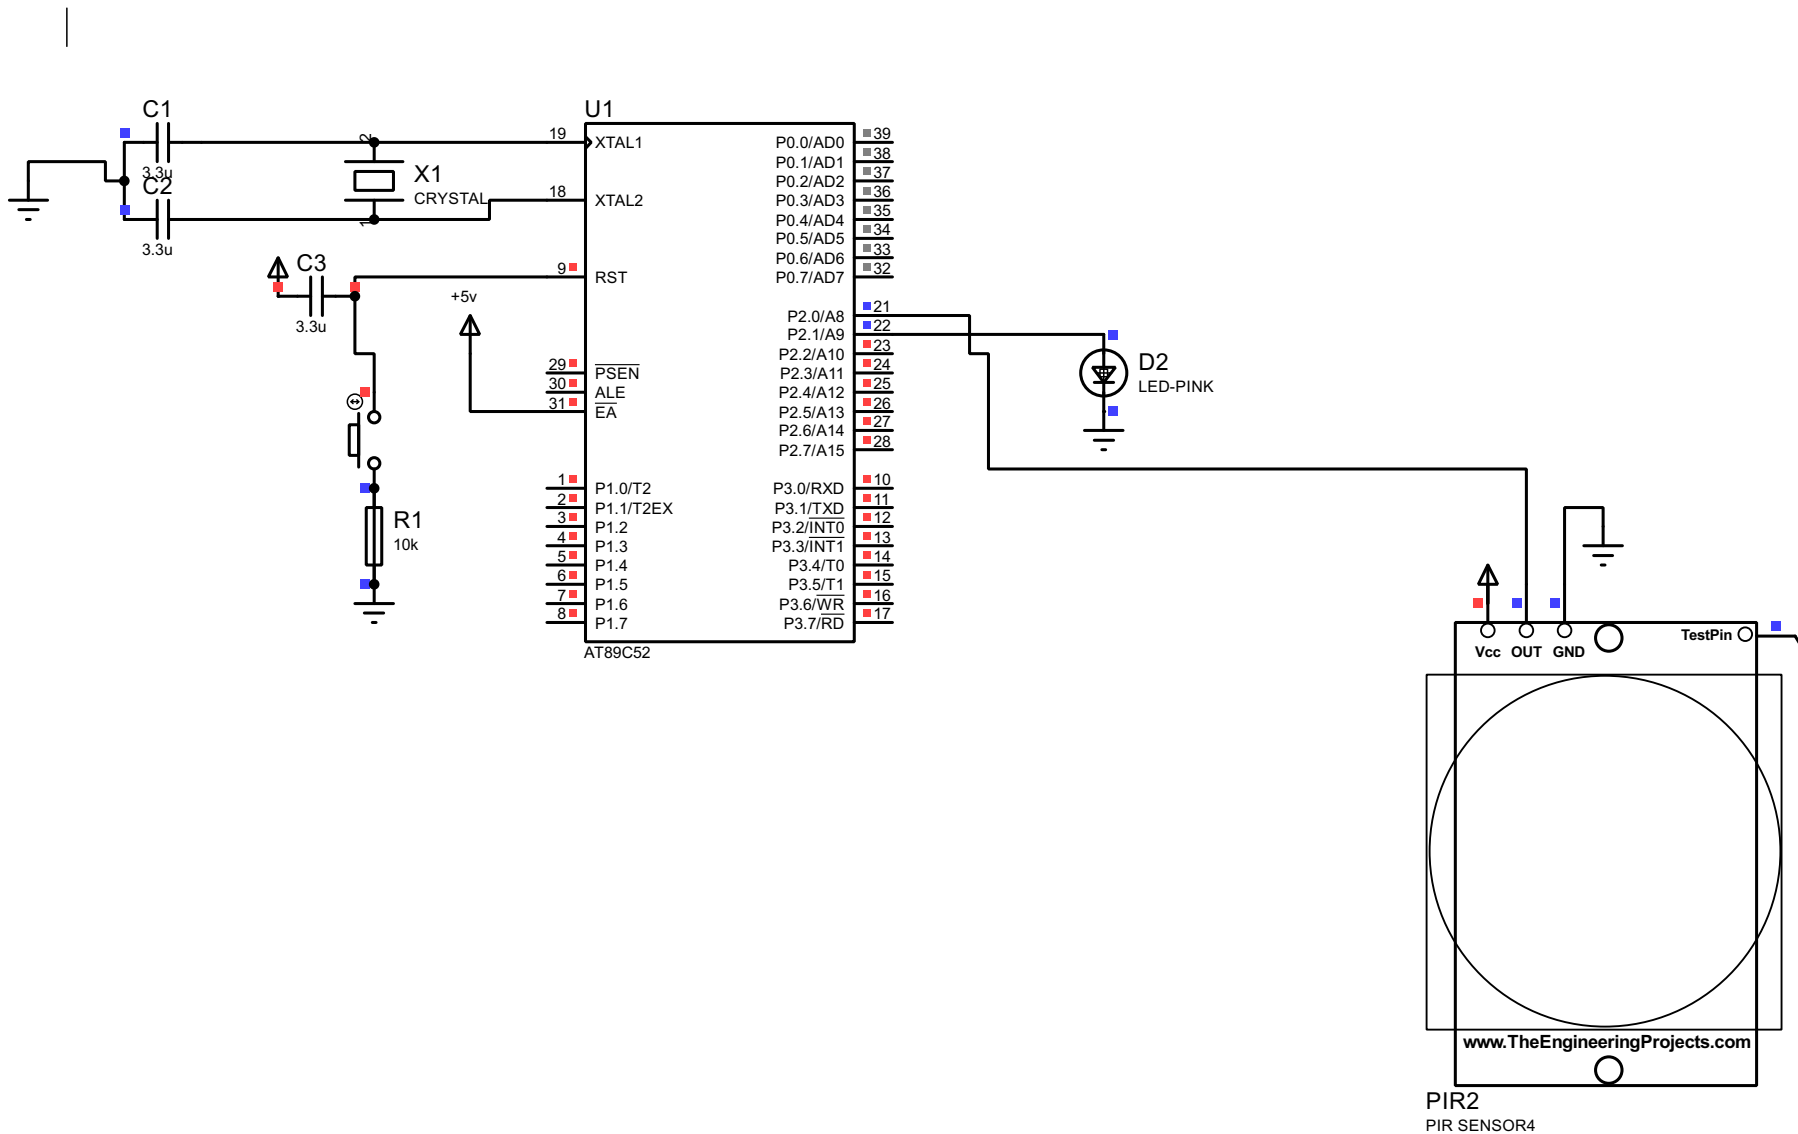 C1
3.3u
C2
3.3u
2
X1
CRYSTAL
1
C3
3.3u
+5v
R1
10k
U1
19 XTAL1
18 XTAL2
9 RST
29 PSEN
30 ALE
31 EA
1 P1.0/T2
2 P1.1/T2EX
3 P1.2
4 P1.3
5 P1.4
6 P1.5
7 P1.6
8 P1.7
P0.0/AD0 39
P0.1/AD1 38
P0.2/AD2 37
P0.3/AD3 36
P0.4/AD4 35
P0.5/AD5 34
P0.6/AD6 33
P0.7/AD7 32
P2.0/A8 21
P2.1/A9 22
P2.2/A10 23
P2.3/A11 24
P2.4/A12 25
P2.5/A13 26
P2.6/A14 27
P2.7/A15 28
P3.0/RXD 10
P3.1/TXD 11
P3.2/INT0 12
P3.3/INT1 13
P3.4/T0 14
P3.5/T1 15
P3.6/WR 16
P3.7/RD 17
AT89C52
D2
LED-PINK
Vcc OUT GND TestPin
www.TheEngineeringProjects.com
PIR2
PIR SENSOR4